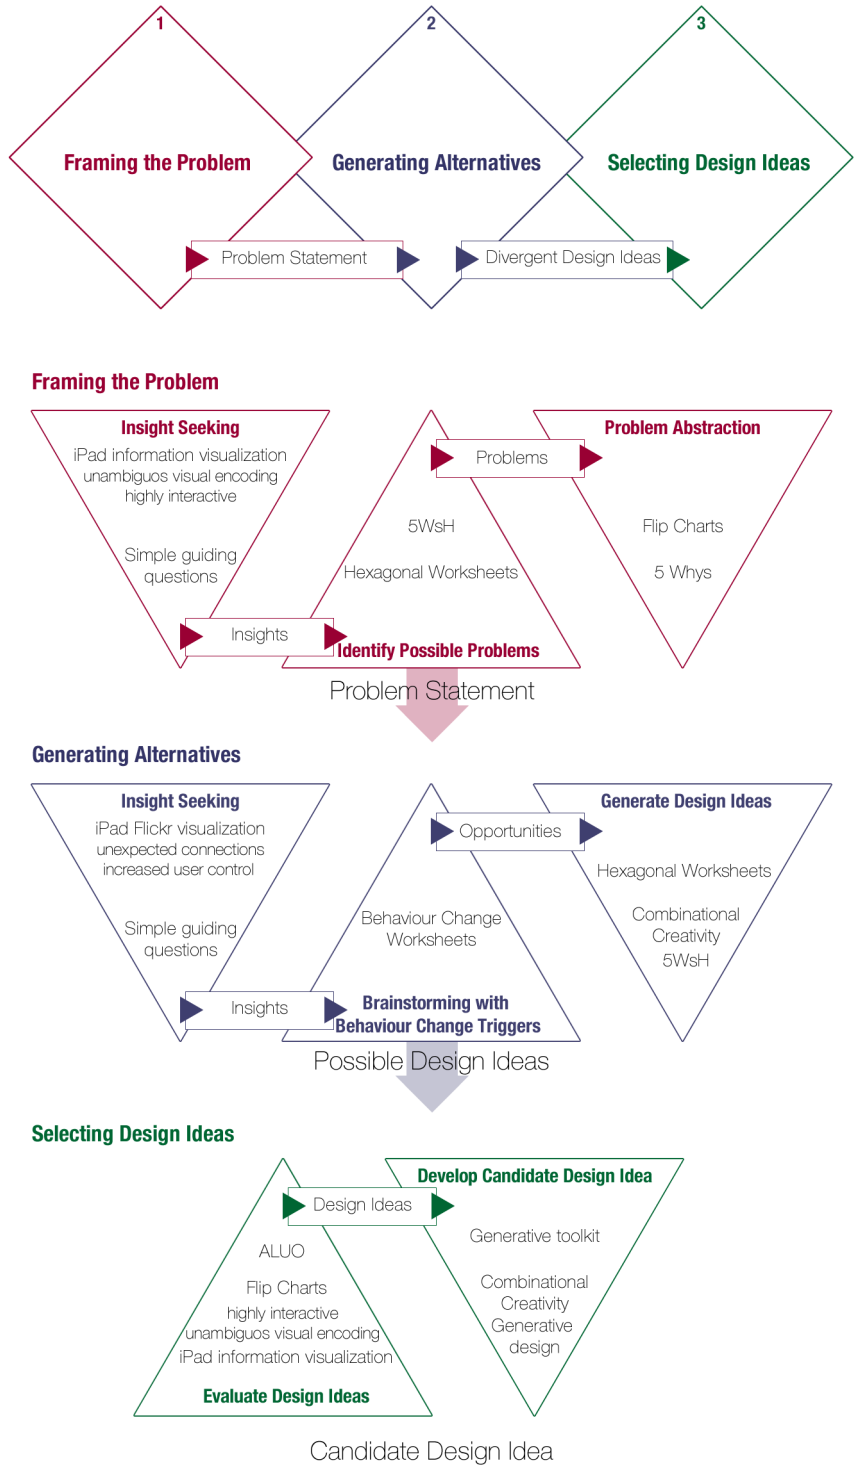 1
2
3
Framing the Problem
Generating Alternatives
Selecting Design Ideas
Problem Statement
Divergent Design Ideas
Framing the Problem
Insight Seeking
iPad information visualization
unambiguos visual encoding
highly interactive
Simple guiding
questions
Insights
5WsH
Hexagonal Worksheets
Identify Possible Problems
Problems
Problem Abstraction
Flip Charts
5 Whys
Problem Statement
Generating Alternatives
Insight Seeking
iPad Flickr visualization
unexpected connections
increased user control
Simple guiding
questions
Insights
Behaviour Change
Worksheets
Brainstorming with
Behaviour Change Triggers
Opportunities
Generate Design Ideas
Hexagonal Worksheets
Combinational
Creativity
5WsH
Possible Design Ideas
Selecting Design Ideas
Design Ideas
ALUO
Flip Charts
highly interactive
unambiguos visual encoding
iPad information visualization
Evaluate Design Ideas
Develop Candidate Design Idea
Generative toolkit
Combinational
Creativity
Generative
design
Candidate Design Idea